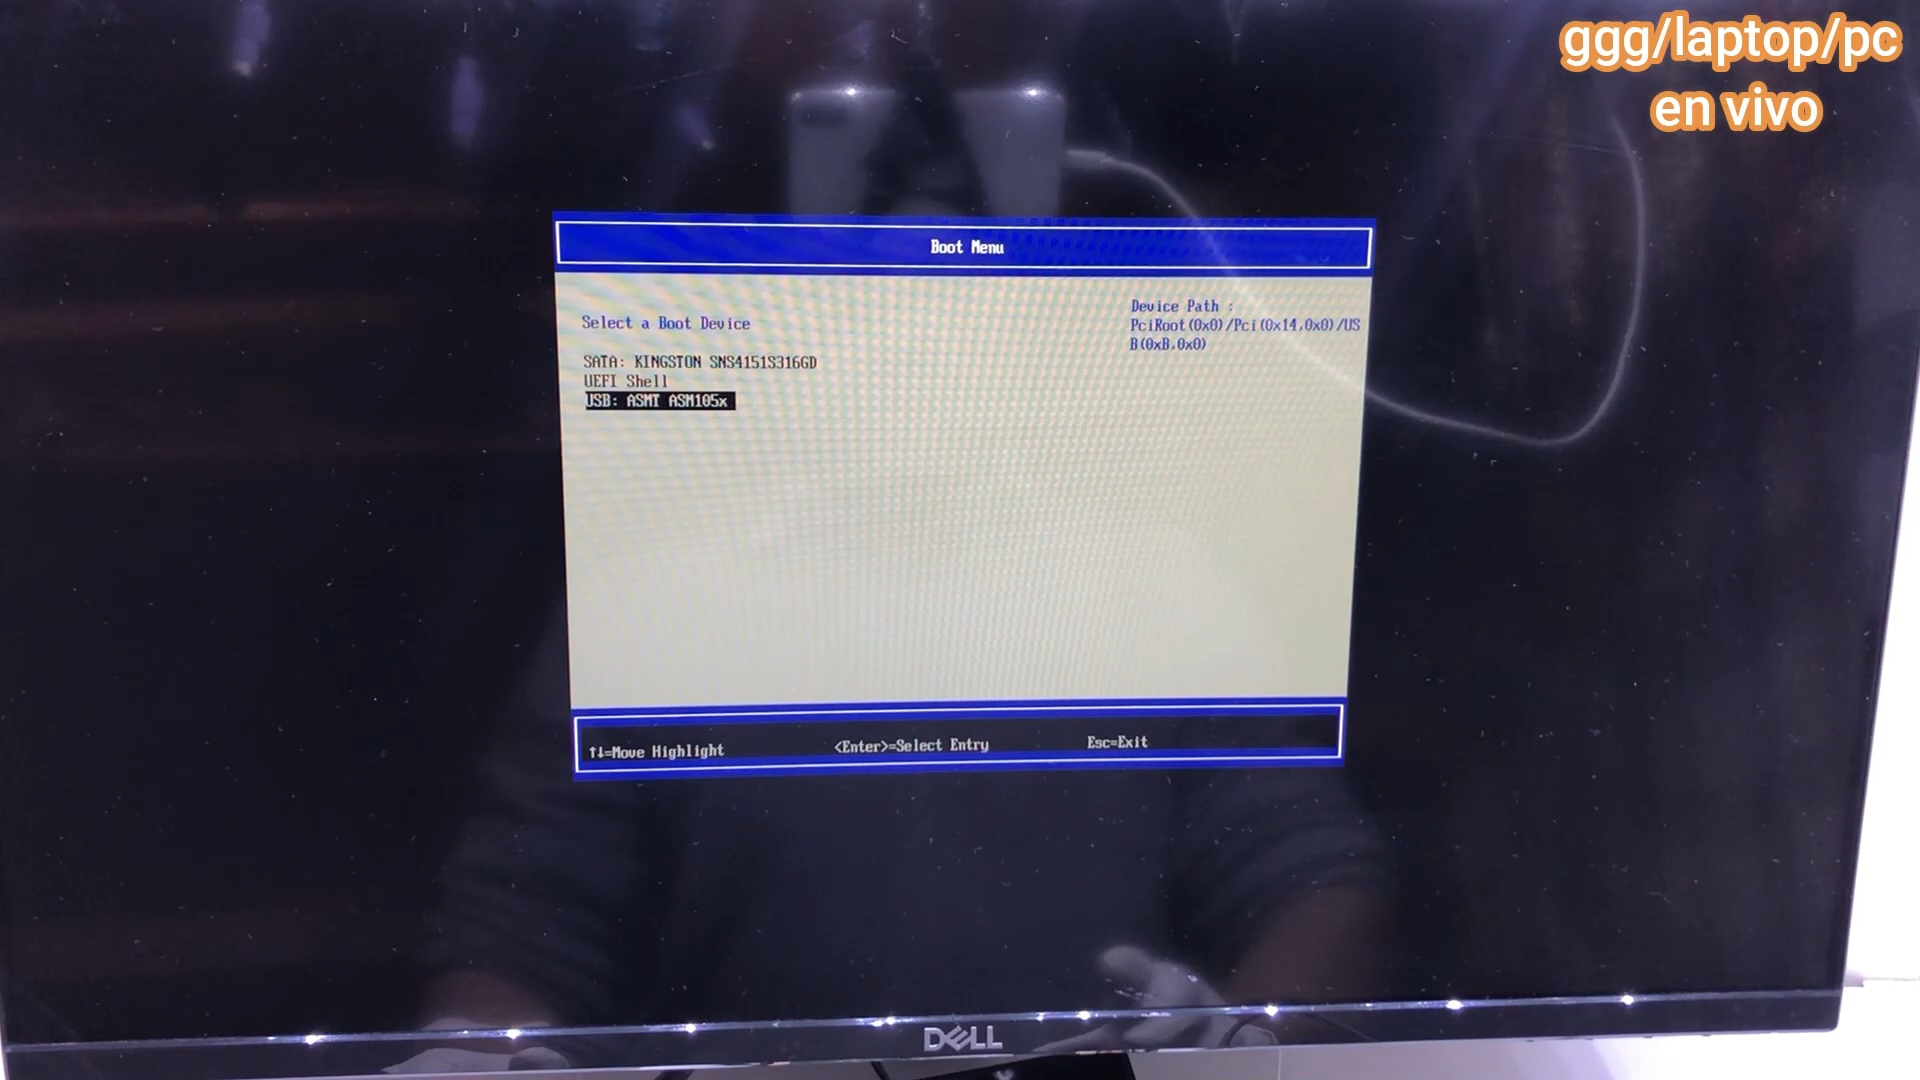 ggg/laptop/pc
en vivo
Boot Menu
Select a Boot Device
SATA: KINGSTON SNS4151S316GD
UEFI Shell
USB: ASMT ASM105x
Device Path :
PciRoot(0x0)/Pci(0x14,0x0)/US
B(0xB,0x0)
↑↓=Move Highlight
<Enter>=Select Entry
Esc=Exit
DELL